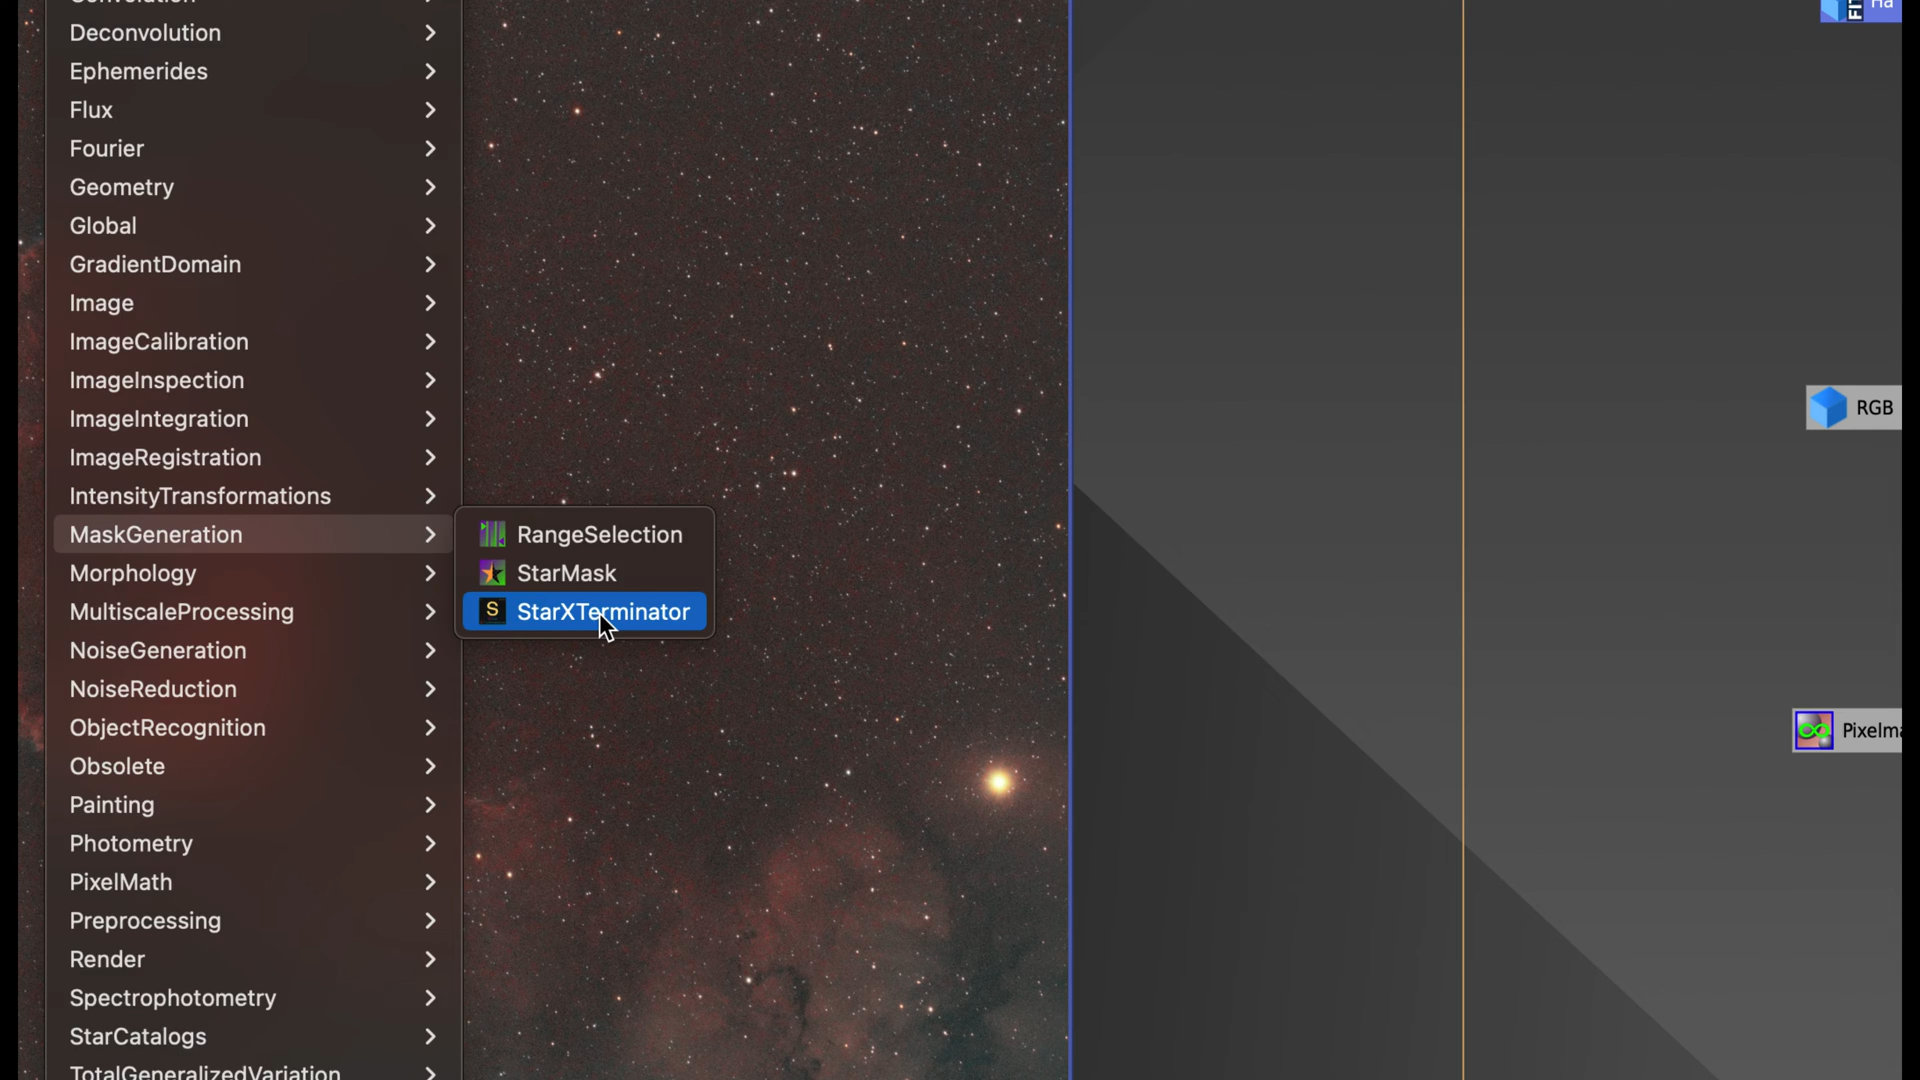 Deconvolution
Ephemerides
Flux
Fourier
Geometry
Global
GradientDomain
Image
ImageCalibration
ImageInspection
ImageIntegration
ImageRegistration
IntensityTransformations
MaskGeneration
Morphology
MultiscaleProcessing
NoiseGeneration
NoiseReduction
ObjectRecognition
Obsolete
Painting
Photometry
PixelMath
Preprocessing
Render
Spectrophotometry
StarCatalogs
TotalGeneralizedVariation
RangeSelection
StarMask
S StarXTerminator
Ha
RGB
Pixelma